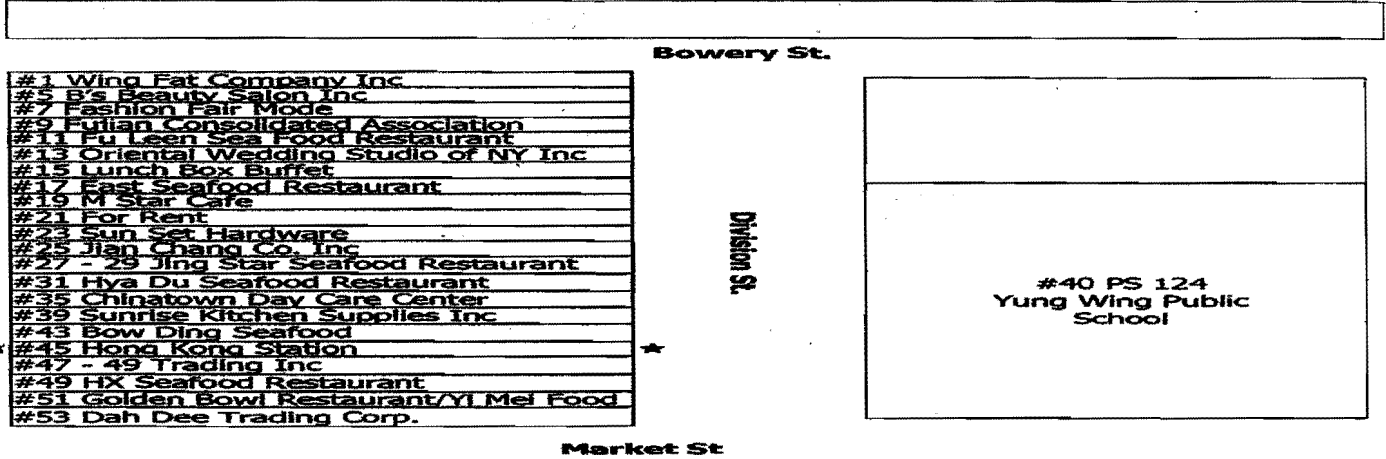 Bowery St.
#1 Wing Fat Company Inc
#5 B's Beauty Salon Inc
#7 Fashion Fair Mode
#9 Fujian Consolidated Association
#11 Fu Leen Sea Food Restaurant
#13 Oriental Wedding Studio of NY Inc
#15 Lunch Box Buffet
#17 East Seafood Restaurant
#19 M Star Cafe
#21 For Rent
#23 Sun Set Hardware
#25 Jian Chang Co. Inc
#27 - 29 Jing Star Seafood Restaurant
#31 Hya Du Seafood Restaurant
#35 Chinatown Day Care Center
#39 Sunrise Kitchen Supplies Inc
#43 Bow Ding Seafood
#45 Hong Kong Station
#47 - 49 Trading Inc
#49 HX Seafood Restaurant
#51 Golden Bowl Restaurant/Yi Mei Food
#53 Dah Dee Trading Corp.
Division St.
#40 PS 124
Yung Wing Public
School
Market St